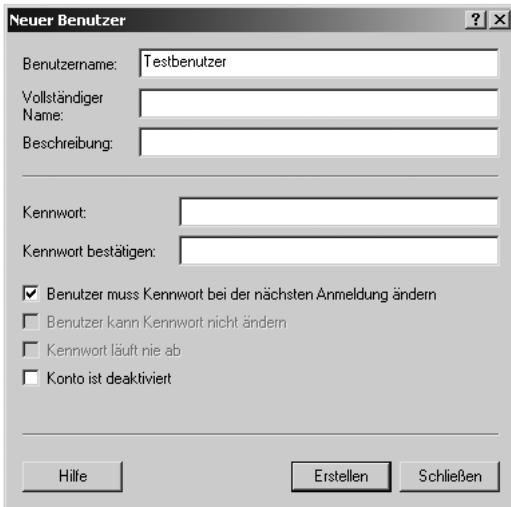 Neuer Benutzer
Benutzername: Testbenutzer
Vollständiger
Name:
Beschreibung:
Kennwort:
Kennwort bestätigen:
Benutzer muss Kennwort bei der nächsten Anmeldung ändern
Benutzer kann Kennwort nicht ändern
Kennwort läuft nie ab
Konto ist deaktiviert
Hilfe Erstellen Schließen